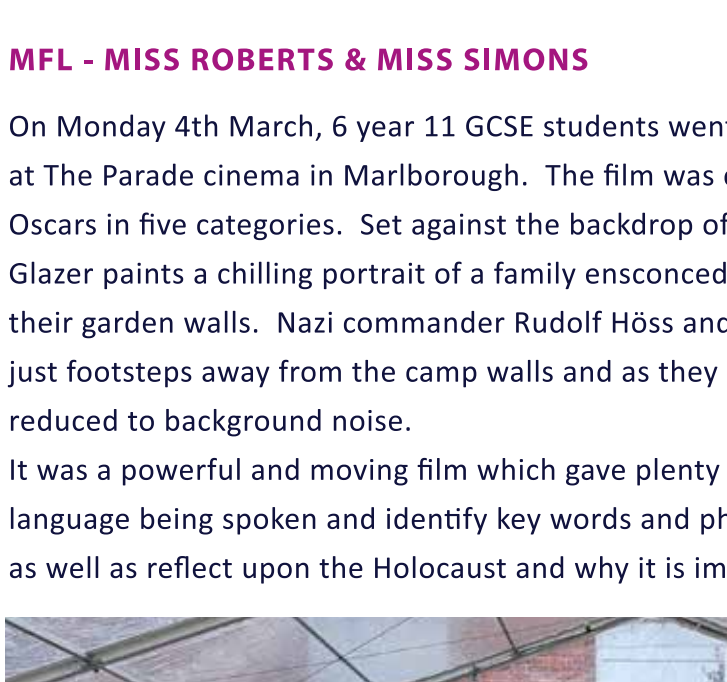 MFL - MISS ROBERTS & MISS SIMONS
On Monday 4th March, 6 year 11 GCSE students went
at The Parade cinema in Marlborough.  The film was
Oscars in five categories.  Set against the backdrop of
Glazer paints a chilling portrait of a family ensconced
their garden walls.  Nazi commander Rudolf Höss and
just footsteps away from the camp walls and as they
reduced to background noise.
It was a powerful and moving film which gave plenty
language being spoken and identify key words and ph
as well as reflect upon the Holocaust and why it is im